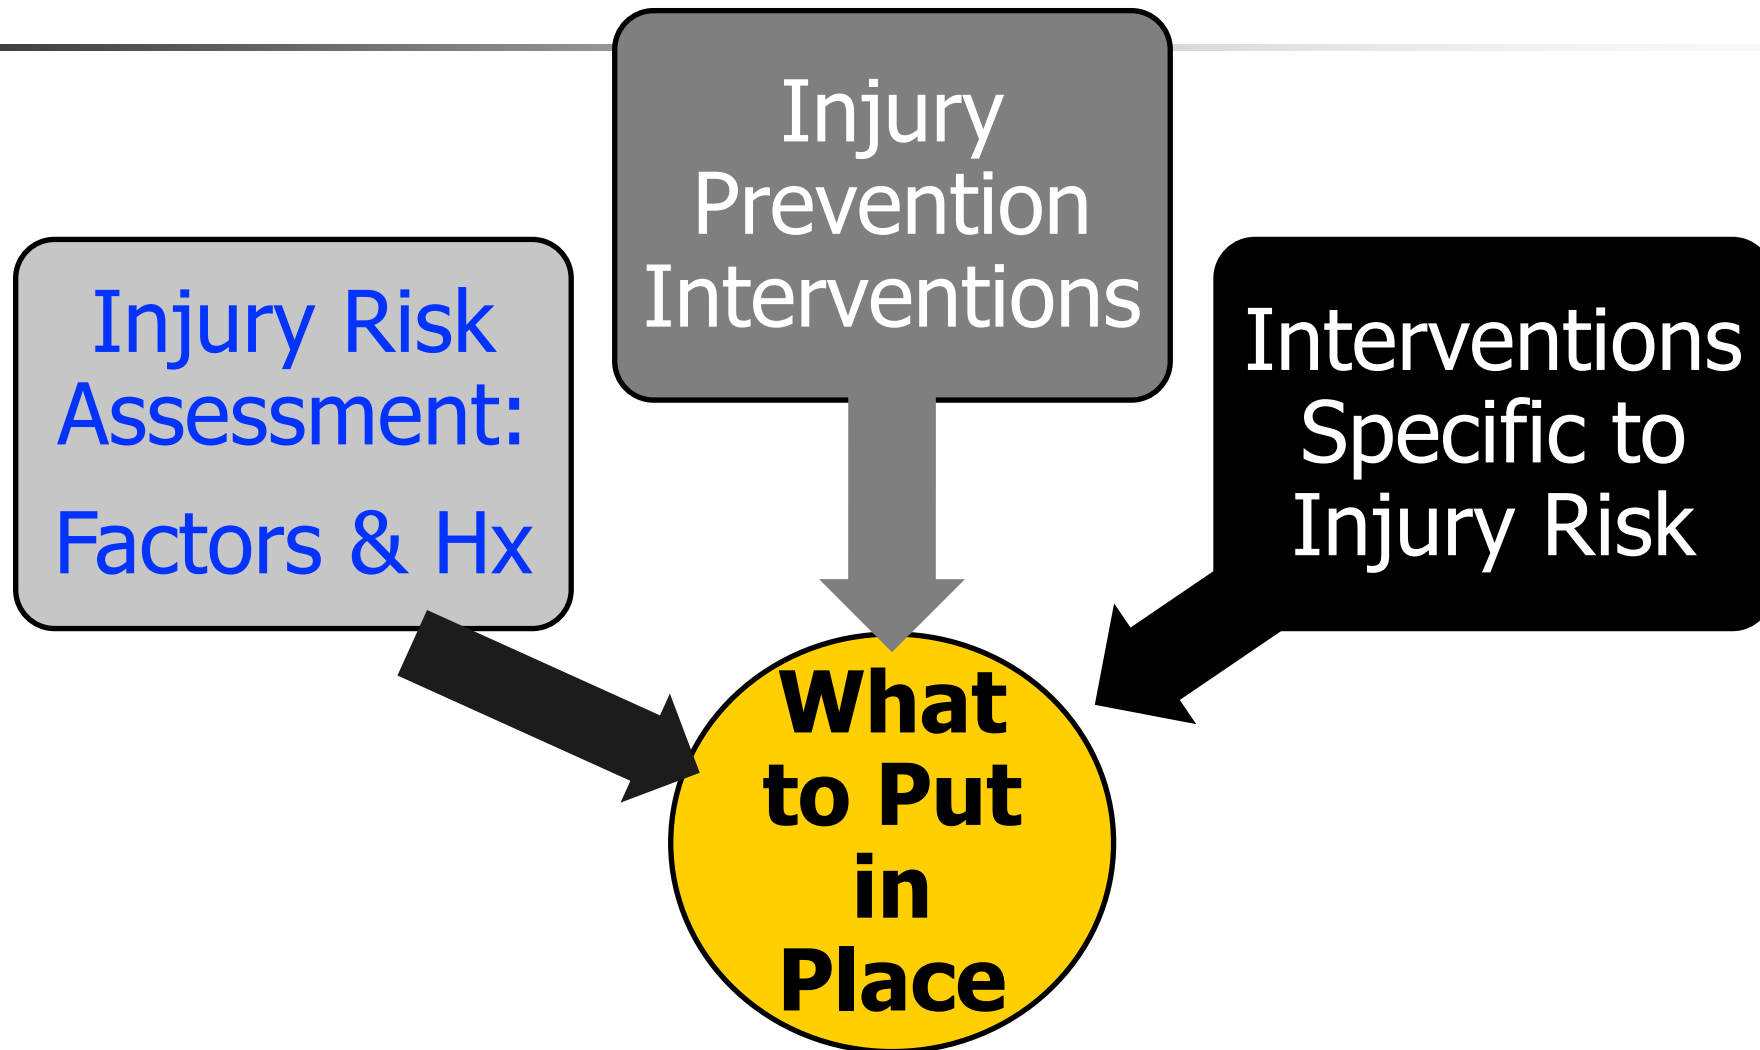 Injury
Prevention
Interventions
Injury Risk
Assessment:
Factors & Hx
Interventions
Specific to
Injury Risk
What
to Put
in
Place